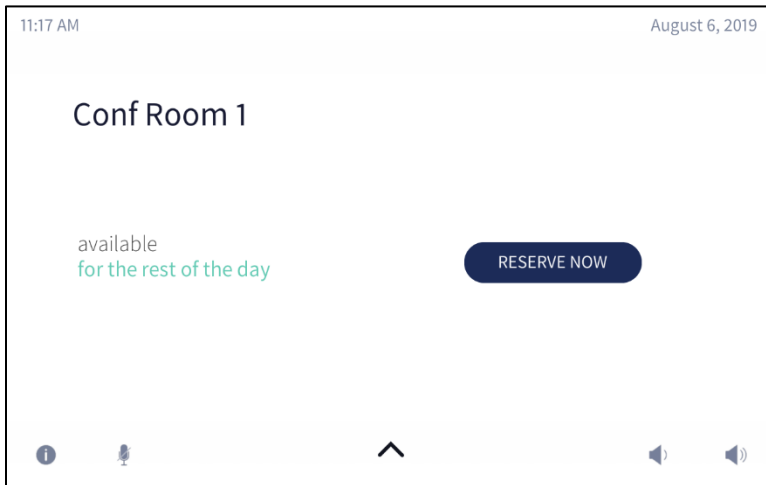 11:17 AM
August 6, 2019
Conf Room 1
available
for the rest of the day
RESERVE NOW